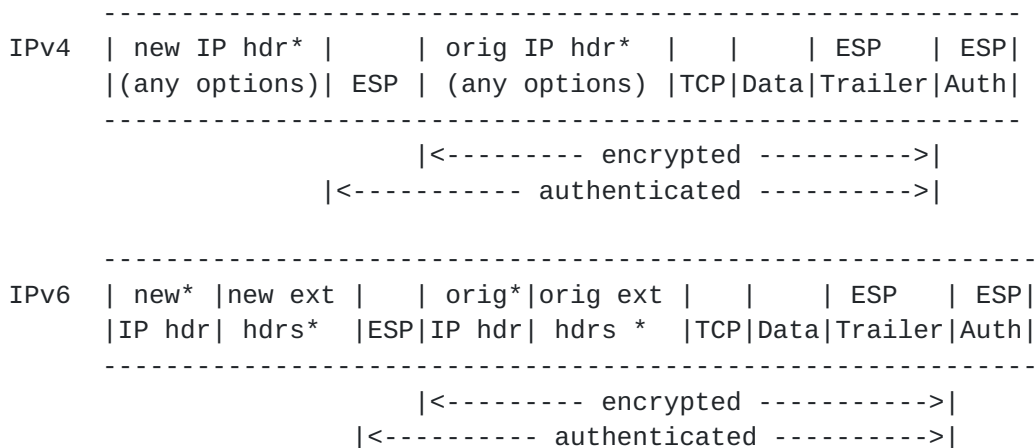 -----------------------------------------------------------
IPv4 | new IP hdr* | | orig IP hdr* | | | ESP | ESP|
|(any options)| ESP | (any options) |TCP|Data|Trailer|Auth|
-----------------------------------------------------------
|<--------- encrypted ---------->|
|<----------- authenticated ---------->|
------------------------------------------------------------
IPv6 | new* |new ext | | orig*|orig ext | | | ESP | ESP|
|IP hdr| hdrs* |ESP|IP hdr| hdrs * |TCP|Data|Trailer|Auth|
------------------------------------------------------------
|<--------- encrypted ----------->|
|<---------- authenticated ---------->|